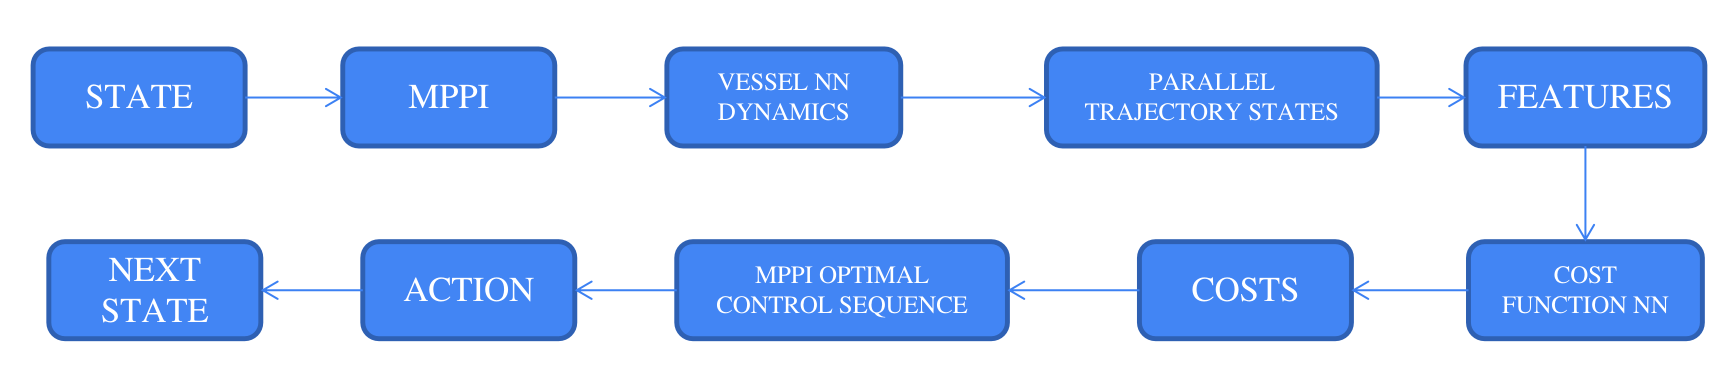 STATE
MPPI
VESSEL NN
DYNAMICS
PARALLEL
TRAJECTORY STATES
FEATURES
COST
FUNCTION NN
COSTS
MPPI OPTIMAL
CONTROL SEQUENCE
ACTION
NEXT
STATE